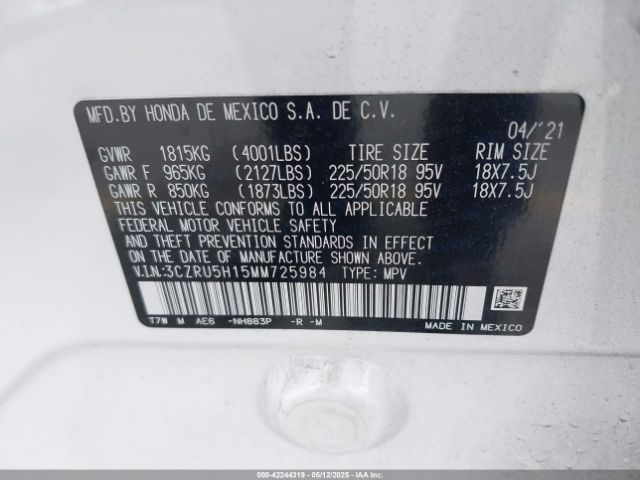 MFD.BY HONDA DE MEXICO S.A. DE C.V.
04/'21
GVWR 1815KG (4001LBS) TIRE SIZE RIM SIZE
GAWR F 965KG (2127LBS) 225/50R18 95V 18X7.5J
GAWR R 850KG (1873LBS) 225/50R18 95V 18X7.5J
THIS VEHICLE CONFORMS TO ALL APPLICABLE
FEDERAL MOTOR VEHICLE SAFETY
AND THEFT PREVENTION STANDARDS IN EFFECT
ON THE DATE OF MANUFACTURE SHOWN ABOVE.
V.I.N:3CZRU5H15MM725984 TYPE: MPV
T7W M AE6 -NH883P -R -M
MADE IN MEXICO
000-42244319 - 05/12/2025 - Copyright IAA, Inc.